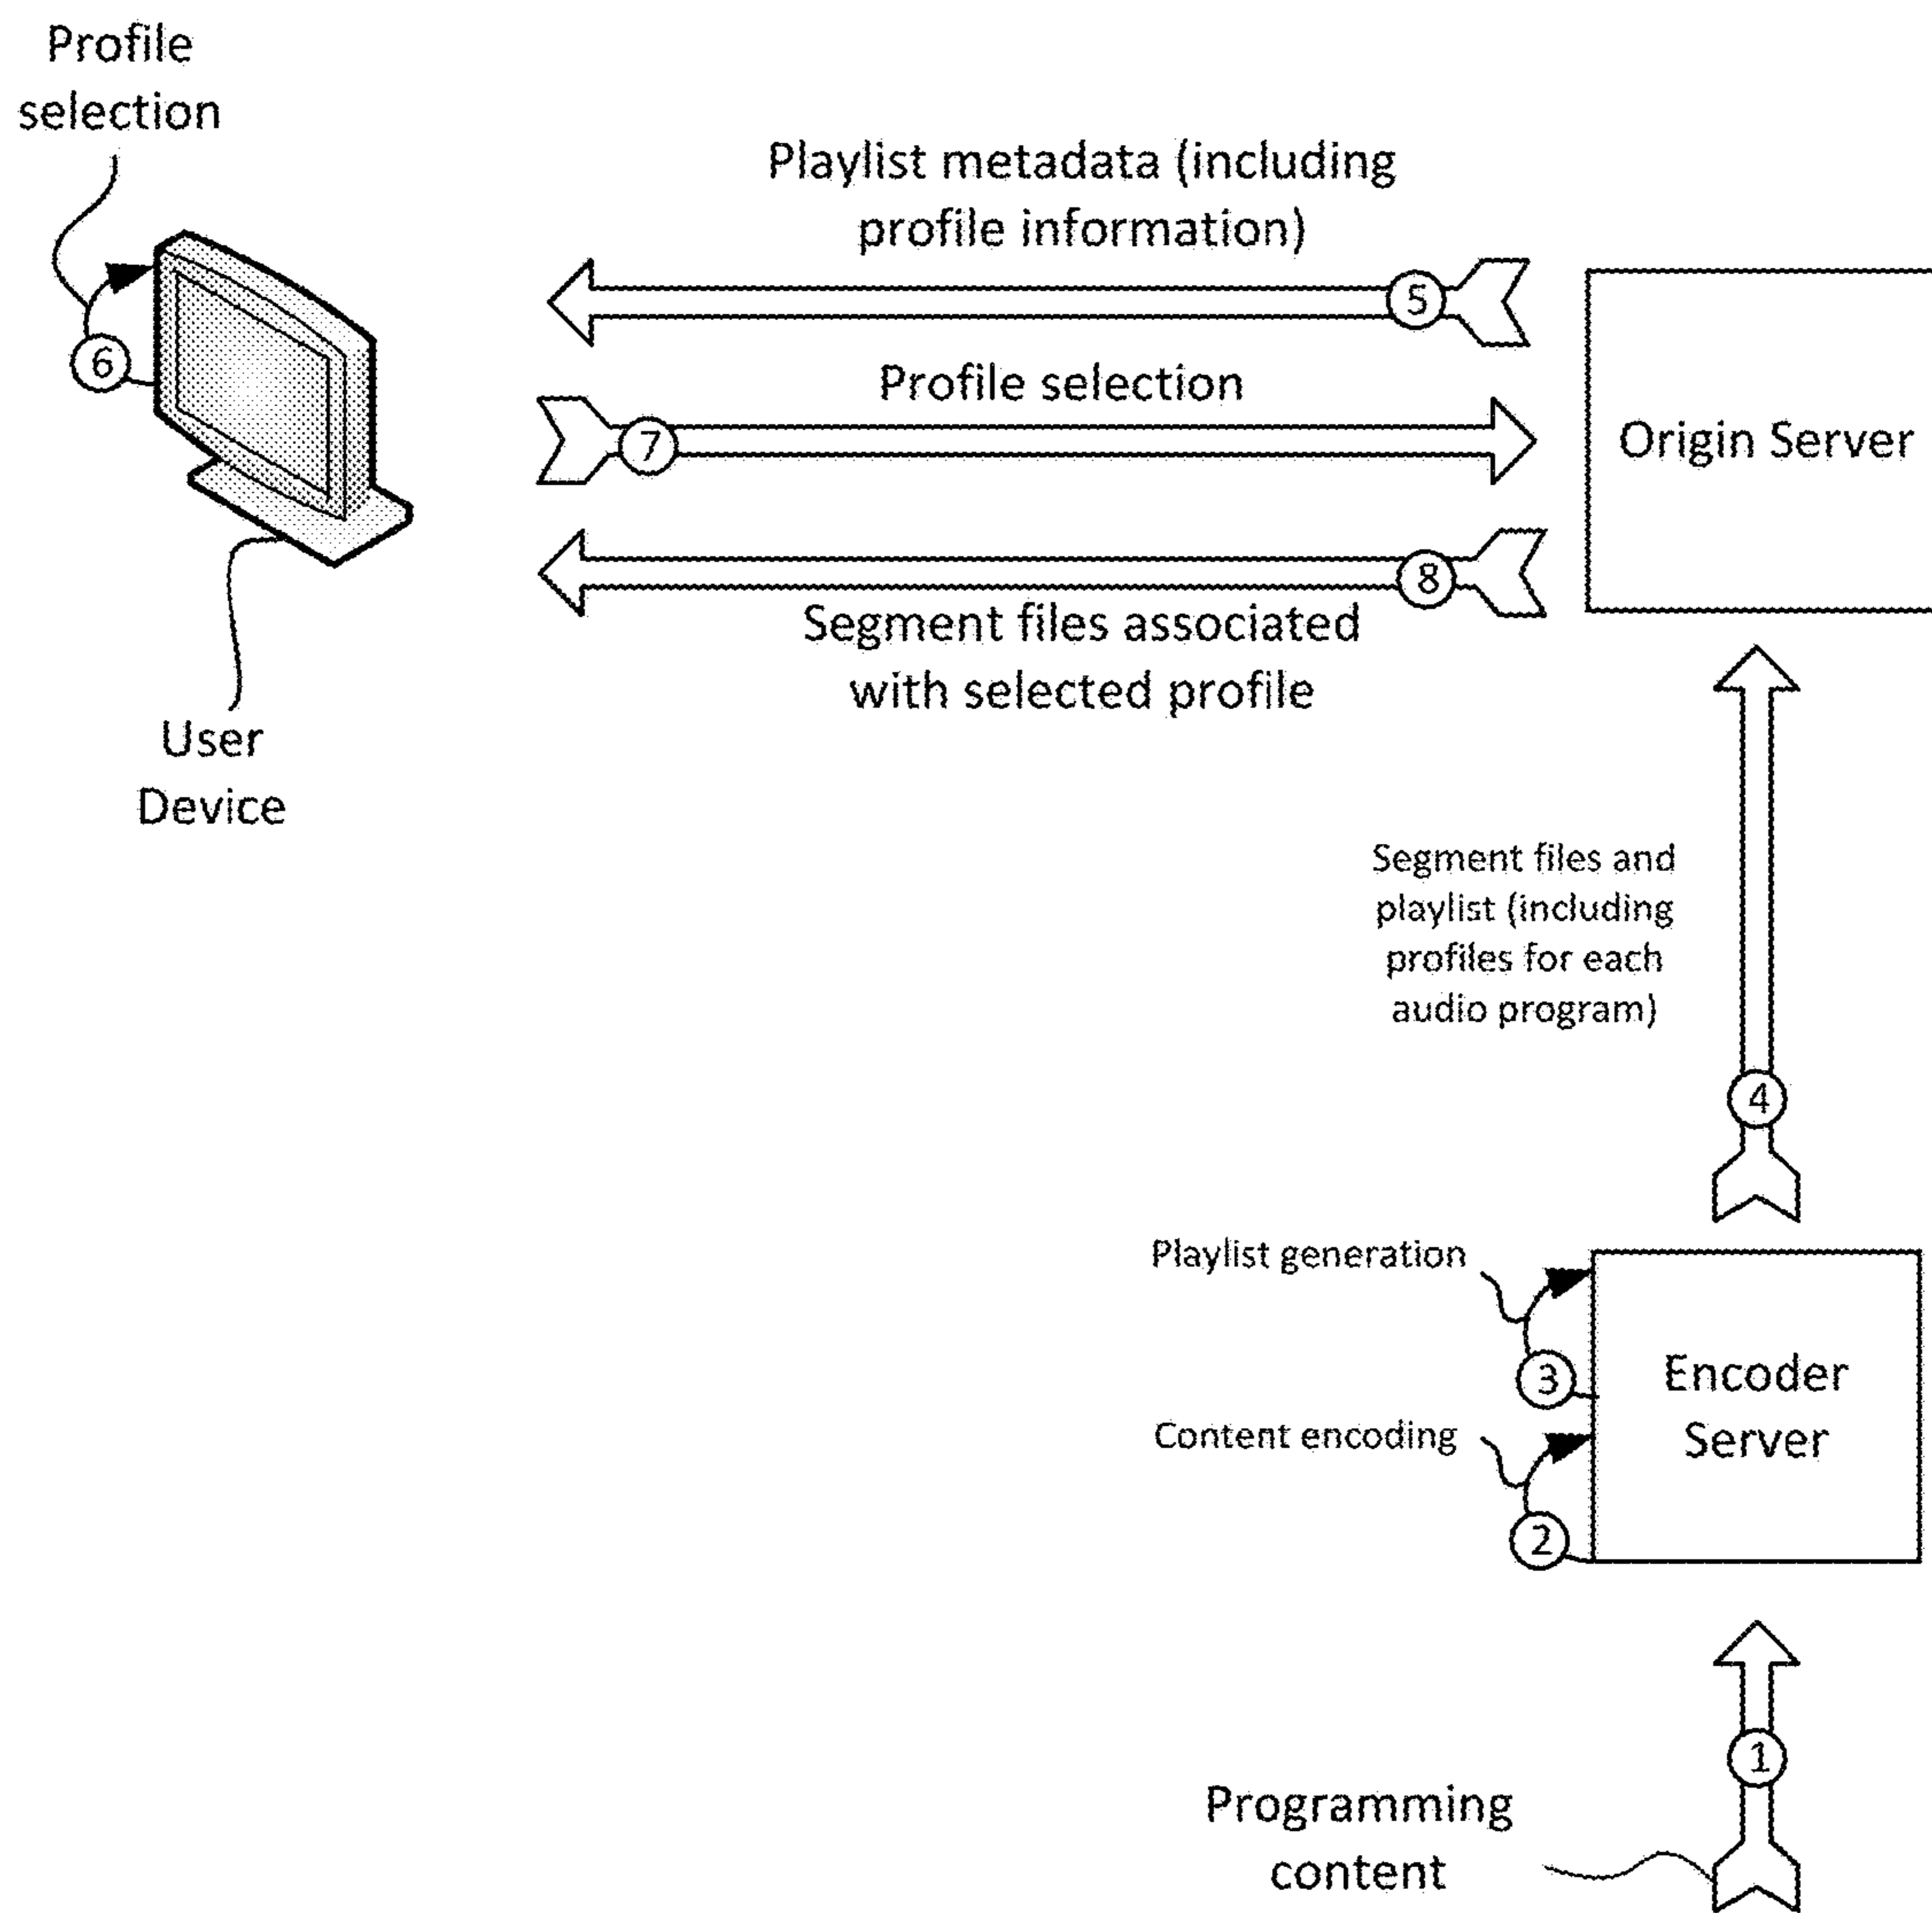 Profile
selection
Playlist metadata (including
profile information)
5
6
Profile selection
7
Origin Server
8
Segment files associated
with selected profile
User
Device
Segment files and
playlist (including
profiles for each
audio program)
4
Playlist generation
3
Encoder
Server
Content encoding
2
1
Programming
content